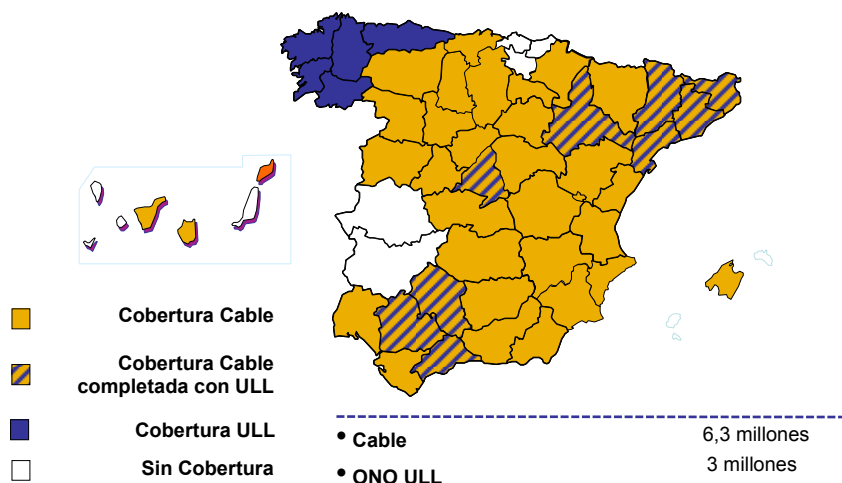 Cobertura Cable
Cobertura Cable
completada con ULL
Cobertura ULL
Sin Cobertura
• Cable 6,3 millones
• ONO ULL 3 millones